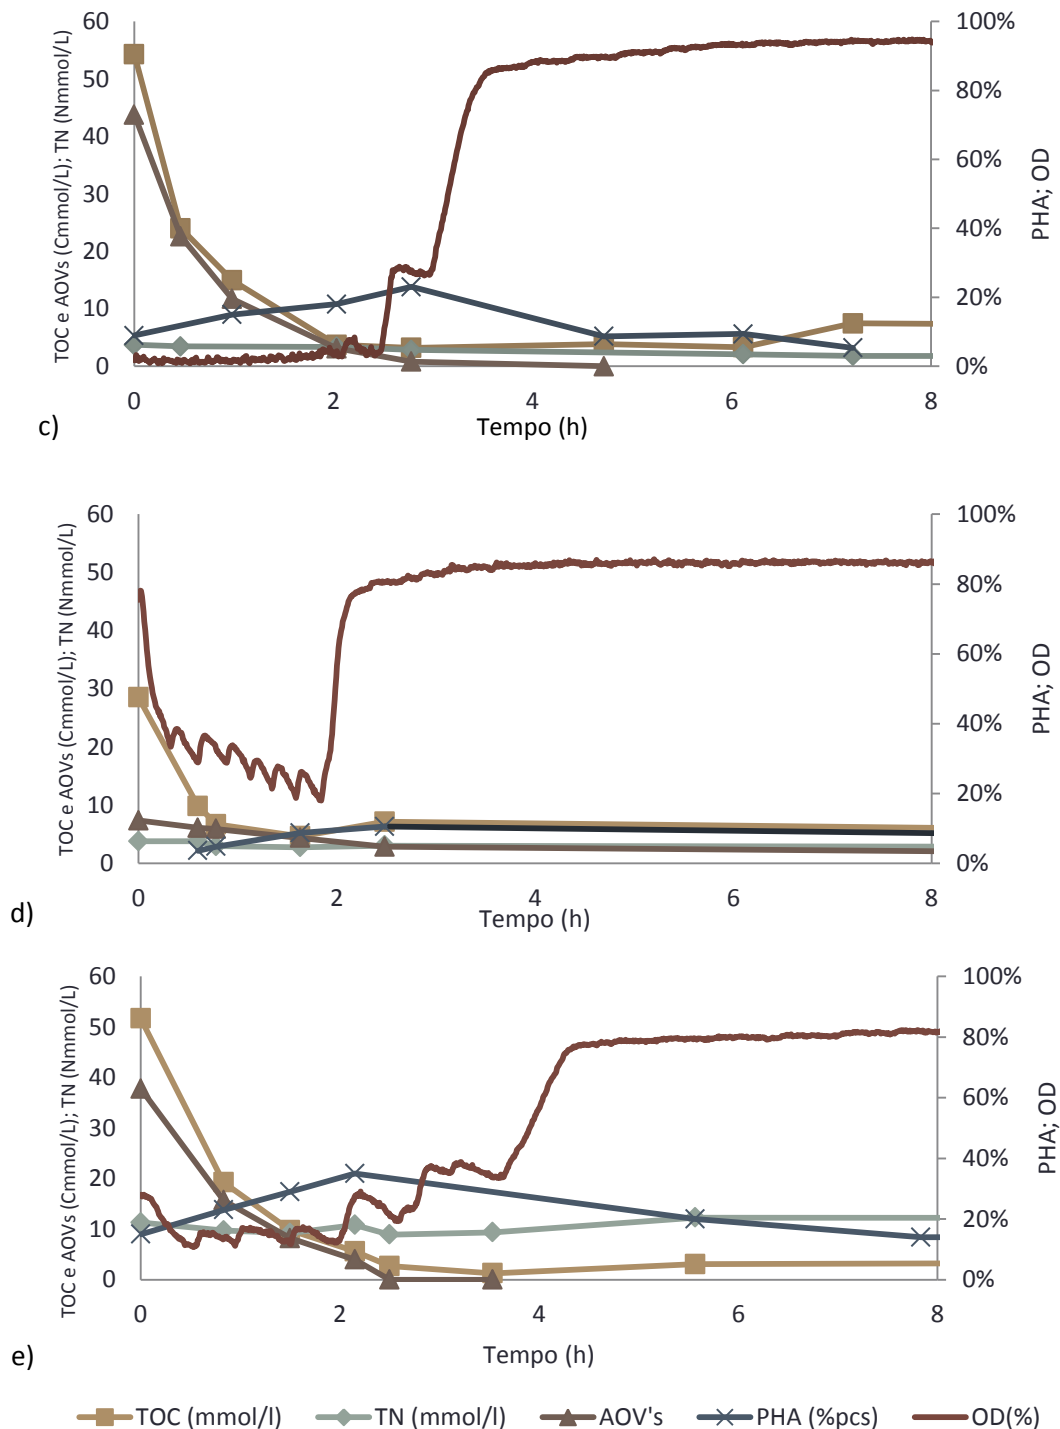 60
50
40
30
20
10
0
TOC e AOVs (Cmmol/L); TN (Nmmol/L)
100%
80%
60%
40%
20%
0%
PHA; OD
0 2 4 6 8
Tempo (h)
c)
60
50
40
30
20
10
0
TOC e AOVs (Cmmol/L); TN (Nmmol/L)
100%
80%
60%
40%
20%
0%
PHA; OD
0 2 4 6 8
Tempo (h)
d)
60
50
40
30
20
10
0
TOC e AOVs (Cmmol/L); TN (Nmmol/L)
100%
80%
60%
40%
20%
0%
PHA; OD
0 2 4 6 8
Tempo (h)
e)
TOC (mmol/l) TN (mmol/l) AOV's PHA (%pcs) OD(%)